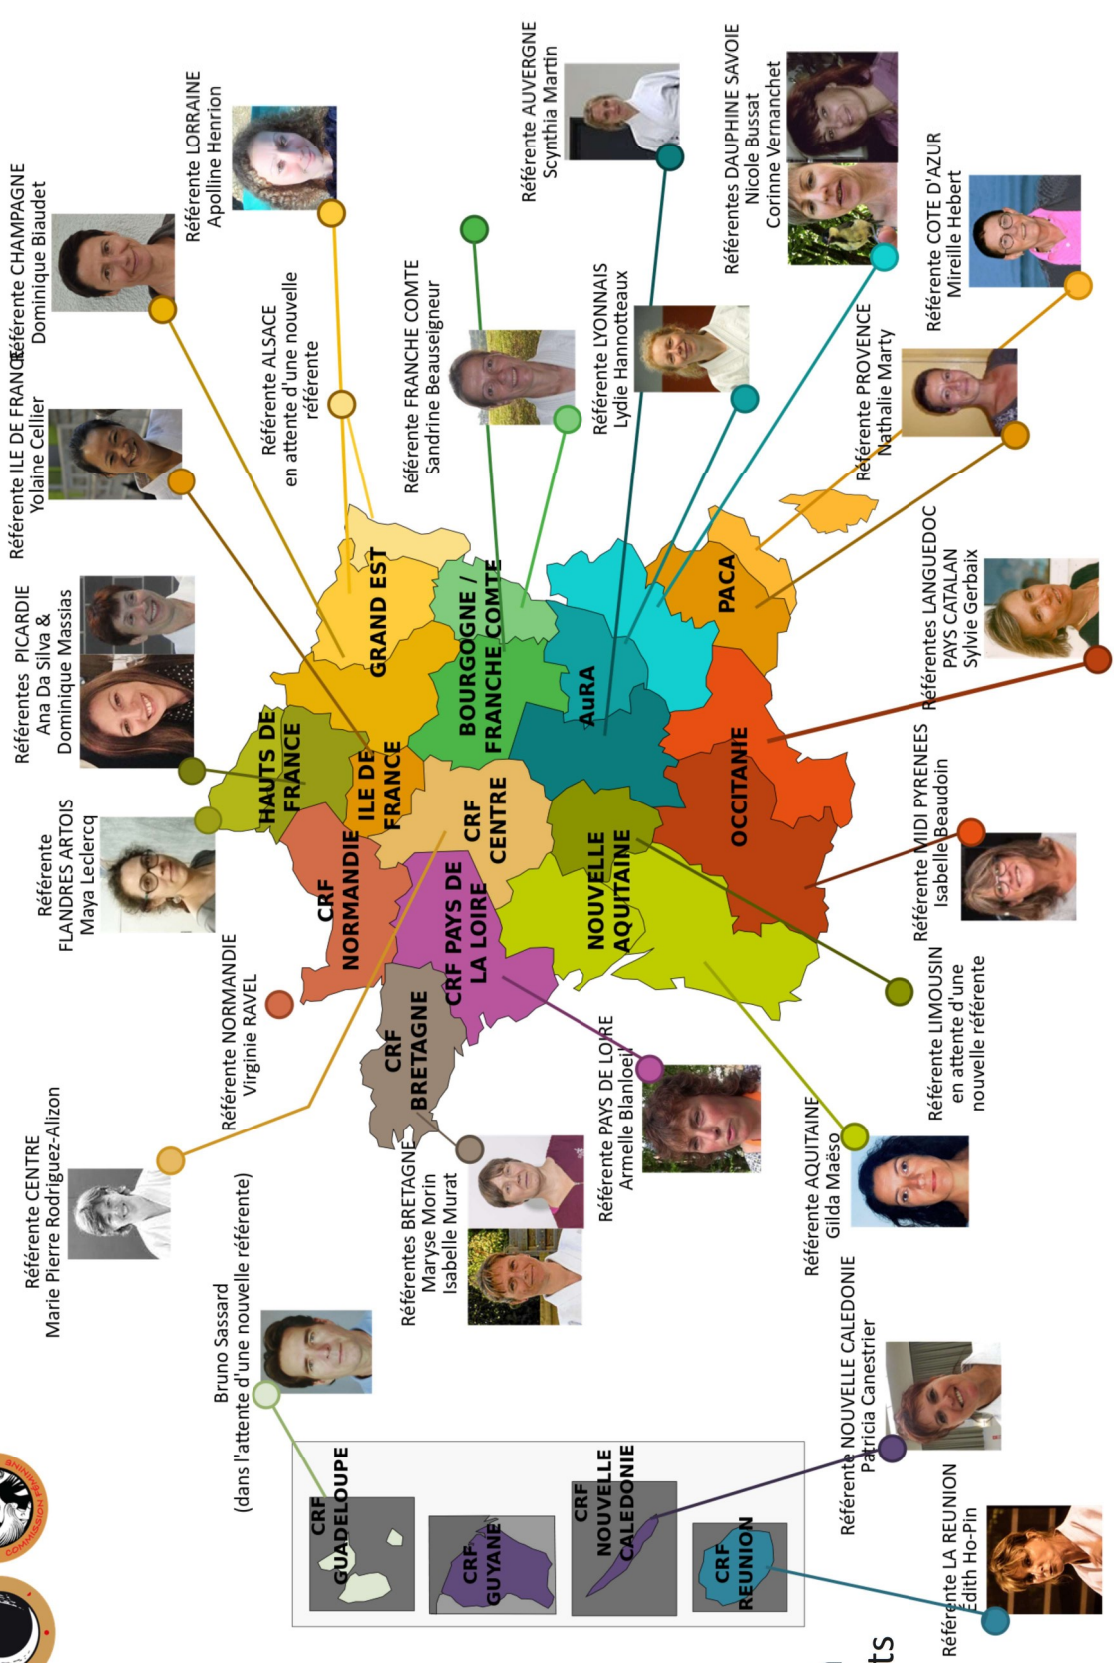 COMMISSION FÉMININE
Référente CENTRE
Marie Pierre Rodriguez-Alizon
Référente
FLANDRES ARTOIS
Maya Leclercq
Référentes PICARDIE
Ana Da Silva &
Dominique Massias
Référente ILE DE FRANCE
Yolaine Cellier
Référente CHAMPAGNE
Dominique Biaudet
Référente LORRAINE
Apolline Henrion
Bruno Sassard
(dans l'attente d'une nouvelle référente)
Référente NORMANDIE
Virginie RAVEL
Référente ALSACE
en attente d'une nouvelle
référente
HAUTS DE
FRANCE
CRF
NORMANDIE
ILE DE
FRANCE
GRAND EST
Référentes BRETAGNE
Maryse Morin
Isabelle Murat
CRF
BRETAGNE
CRF PAYS DE
LA LOIRE
CRF
CENTRE
BOURGOGNE /
FRANCHE COMTE
Référente FRANCHE COMTE
Sandrine Beauseigneur
Référente AUVERGNE
Scynthia Martin
Référente LYONNAIS
Lydie Hannotteaux
Référente PAYS DE LOIRE
Armelle Blanloeil
NOUVELLE
AQUITAINE
AuRA
Référentes DAUPHINE SAVOIE
Nicole Bussat
Corinne Vernanchet
OCCITANIE
PACA
CRF
GUADELOUPE
CRF
GUYANE
CRF
NOUVELLE
CALEDONIE
CRF
REUNION
Référente AQUITAINE
Gilda Maéso
Référente PROVENCE
Nathalie Marty
Référente COTE D'AZUR
Mireille Hebert
Référente NOUVELLE CALEDONIE
Patricia Canestrier
Référente LIMOUSIN
en attente d'une
nouvelle référente
Référente MIDI PYRENEES
Isabelle Beaudoin
Référentes LANGUEDOC
PAYS CATALAN
Sylvie Gerbaix
Référente LA REUNION
Edith Ho-Pin
ts